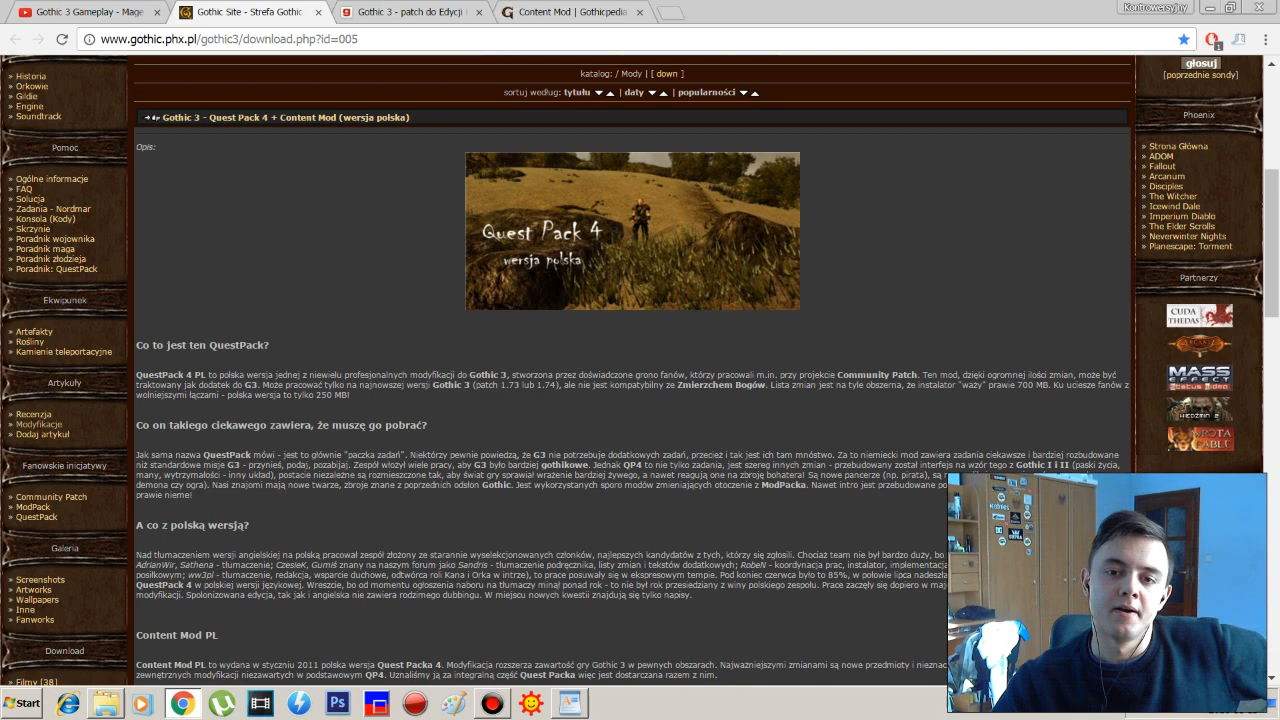 Gothic 3 Gameplay - Mage
Gothic Site - Strefa Gothic
Gothic 3 - patch do Edycji
Content Mod | Gothicpedia
Kontrowersyjny
www.gothic.phx.pl/gothic3/download.php?id=005
» Historia
» Orkowie
» Gildie
» Engine
» Soundtrack
Pomoc
» Ogólne informacje
» FAQ
» Solucja
» Zadania - Nordmar
» Konsola (Kody)
» Skrzynie
» Poradnik wojownika
» Poradnik maga
» Poradnik złodzieja
» Poradnik: QuestPack
Ekwipunek
» Artefakty
» Rośliny
» Kamienie teleportacyjne
Artykuły
» Recenzja
» Modyfikacje
» Dodaj artykuł
Fanowskie inicjatywy
» Community Patch
» ModPack
» QuestPack
Galeria
» Screenshots
» Artworks
» Wallpapers
» Inne
» Fanworks
Download
» Filmy [38]
katalog: / Mody | [ down ]
sortuj według: tytułu | daty | popularności
Gothic 3 - Quest Pack 4 + Content Mod (wersja polska)
Opis:
Quest Pack 4
wersja polska
Co to jest ten QuestPack?
QuestPack 4 PL to polska wersja jednej z niewielu profesjonalnych modyfikacji do Gothic 3, stworzona przez doświadczone grono fanów, którzy pracowali m.in. przy projekcie Community Patch. Ten mod, dzięki ogromnej ilości zmian, może być
traktowany jak dodatek do G3. Może pracować tylko na najnowszej wersji Gothic 3 (patch 1.73 lub 1.74), ale nie jest kompatybilny ze Zmierzchem Bogów. Lista zmian jest na tyle obszerna, że instalator "waży" prawie 700 MB. Ku uciesze fanów z
wolniejszymi łączami - polska wersja to tylko 250 MB!
Co on takiego ciekawego zawiera, że muszę go pobrać?
Jak sama nazwa QuestPack mówi - jest to głównie "paczka zadań". Niektórzy pewnie powiedzą, że G3 nie potrzebuje dodatkowych zadań, przecież i tak jest ich tam mnóstwo. Za to niemiecki mod zawiera zadania ciekawsze i bardziej rozbudowane
niż standardowe misje G3 - przynieś, podaj, pozabijaj. Zespół włożył wiele pracy, aby G3 było bardziej gothikowe. Jednak QP4 to nie tylko zadania, jest szereg innych zmian - przebudowany został interfejs na wzór tego z Gothic I i II (paski życia,
many, wytrzymałości - inny układ), postacie niezależne są rozmieszczone tak, aby świat gry sprawiał wrażenie bardziej żywego, a nawet reagują one na zbroję bohatera! Są nowe pancerze (np. pirata), są
demona czy ogra). Nasi znajomi mają nowe twarze, zbroje znane z poprzednich odsłon Gothic. Jest wykorzystanych sporo modów zmieniających otoczenie z ModPacka. Nawet intro jest przebudowane
prawie nieme!
A co z polską wersją?
Nad tłumaczeniem wersji angielskiej na polską pracował zespół złożony ze starannie wyselekcjonowanych członków, najlepszych kandydatów z tych, którzy się zgłosili. Chociaż team nie był bardzo duży,
AdrianWir, Sathena - tłumaczenie; CzesieK, Gumiś znany na naszym forum jako Sandris - tłumaczenie podręcznika, listy zmian i tekstów dodatkowych; RobeN - koordynacja prac, instalator,
posiłkowym; ww3pl - tłumaczenie, redakcja, wsparcie duchowe, odtwórca roli Kana i Orka w intrze), to prace posuwały się w ekspresowym tempie. Pod koniec czerwca było to 85%, w połowie lipca
QuestPack 4 w polskiej wersji językowej. Wreszcie, bo od momentu ogłoszenia naboru na tłumaczy minął ponad rok - to nie był rok przesiedziany z winy polskiego zespołu. Prace zaczęły się dopiero w
modyfikacji. Spolonizowana edycja, tak jak i angielska nie zawiera rodzimego dubbingu. W miejscu nowych kwestii znajdują się tylko napisy.
Content Mod PL
Content Mod PL to wydana w styczniu 2011 polska wersja Quest Packa 4. Modyfikacja rozszerza zawartość gry Gothic 3 w pewnych obszarach. Najważniejszymi zmianami są nowe przedmioty i
zewnętrznych modyfikacji niezawartych w podstawowym QP4. Uznaliśmy ją za integralną część Quest Packa więc jest dostarczana razem z nim.
głosuj
[poprzednie sondy]
Phoenix
» Strona Główna
» ADOM
» Fallout
» Arcanum
» Disciples
» The Witcher
» Icewind Dale
» Imperium Diablo
» The Elder Scrolls
» Neverwinter Nights
» Planescape: Torment
Partnerzy
CUDA
THEDAS
MASS
EFFECT
WIEDŹMIN 2
WROTA
Start
Ps